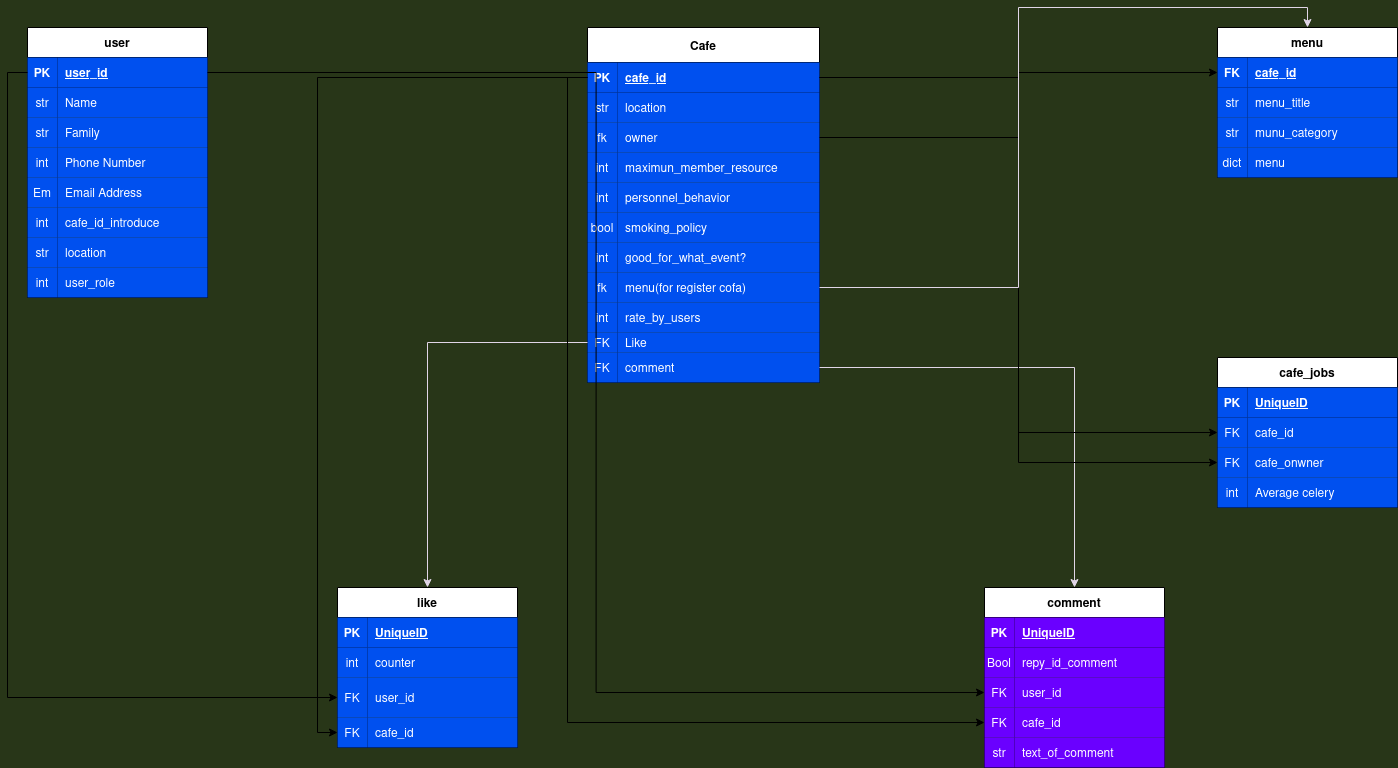 user
PK user_id
str Name
str Family
int Phone Number
Em Email Address
int cafe_id_introduce
str location
int user_role
Cafe
PK cafe_id
str location
fk owner
int maximun_member_resource
int personnel_behavior
bool smoking_policy
int good_for_what_event?
fk menu(for register cofa)
int rate_by_users
FK Like
FK comment
menu
FK cafe_id
str menu_title
str munu_category
dict menu
cafe_jobs
PK UniqueID
FK cafe_id
FK cafe_onwner
int Average celery
like
PK UniqueID
int counter
FK user_id
FK cafe_id
comment
PK UniqueID
Bool repy_id_comment
FK user_id
FK cafe_id
str text_of_comment